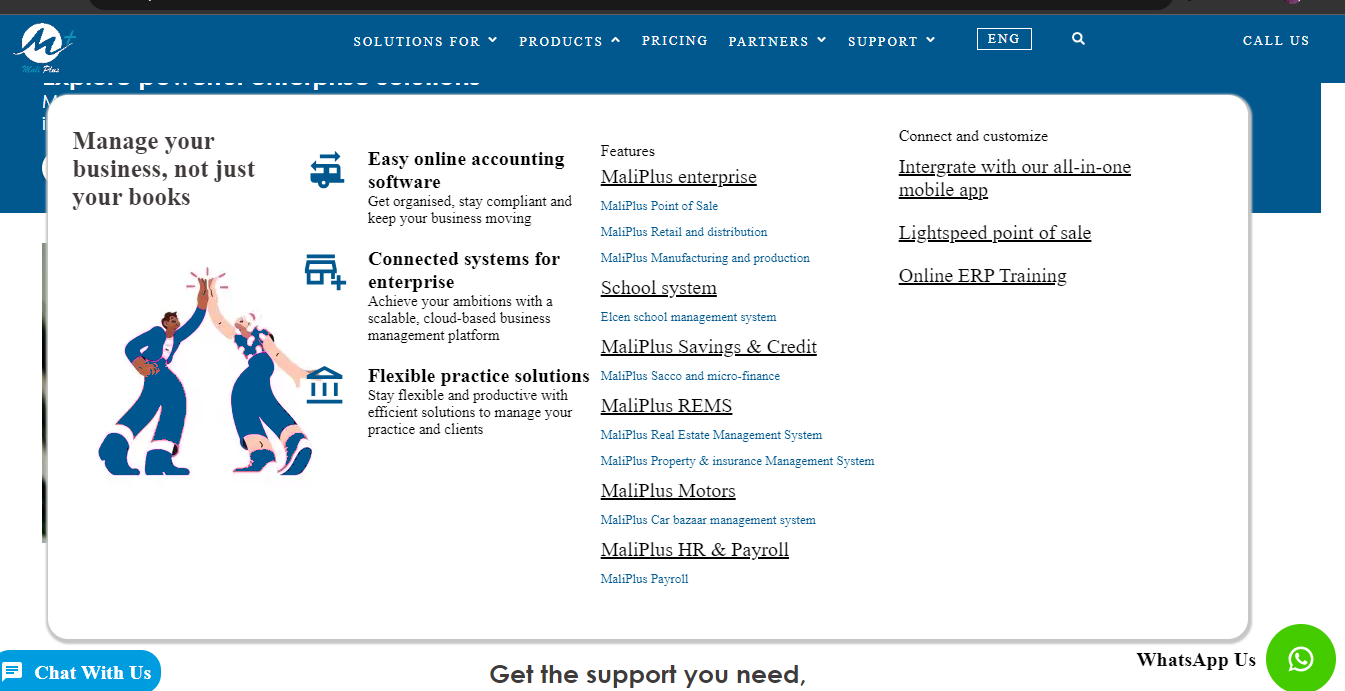 SOLUTIONS FOR PRODUCTS PRICING PARTNERS SUPPORT ENG CALL US
Mali Plus
Explore powerful enterprise solutions
Manage your
business, not just
your books
Easy online accounting
software
Get organised, stay compliant and
keep your business moving
Connected systems for
enterprise
Achieve your ambitions with a
scalable, cloud-based business
management platform
Flexible practice solutions
Stay flexible and productive with
efficient solutions to manage your
practice and clients
Features
MaliPlus enterprise
MaliPlus Point of Sale
MaliPlus Retail and distribution
MaliPlus Manufacturing and production
School system
Elcen school management system
MaliPlus Savings & Credit
MaliPlus Sacco and micro-finance
MaliPlus REMS
MaliPlus Real Estate Management System
MaliPlus Property & insurance Management System
MaliPlus Motors
MaliPlus Car bazaar management system
MaliPlus HR & Payroll
MaliPlus Payroll
Connect and customize
Intergrate with our all-in-one
mobile app
Lightspeed point of sale
Online ERP Training
Chat With Us
Get the support you need,
WhatsApp Us